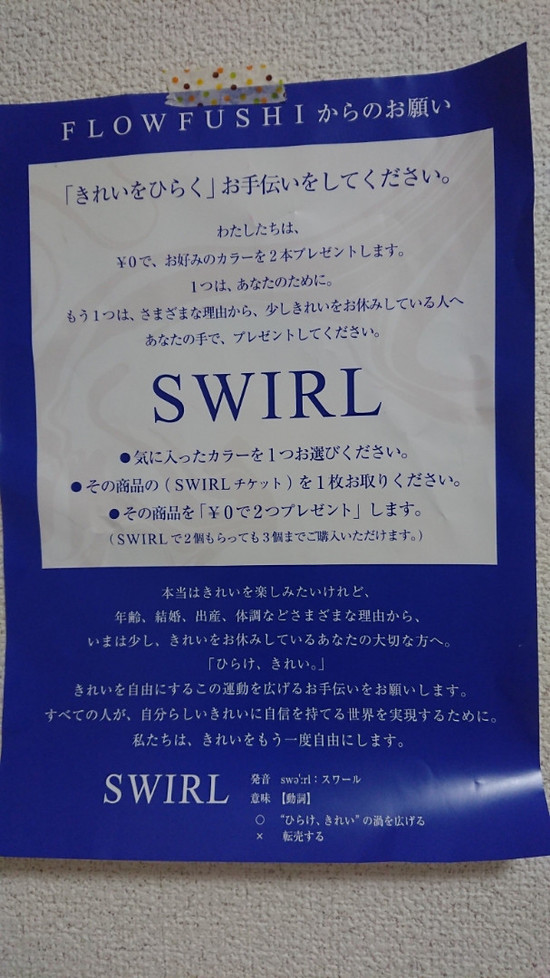 FLOWFUSHIからのお願い
「きれいをひらく」お手伝いをしてください。
わたしたちは、
¥0で、お好みのカラーを2本プレゼントします。
1つは、あなたのために。
もう1つは、さまざまな理由から、少しきれいをお休みしている人へ
あなたの手で、プレゼントしてください。
SWIRL
●気に入ったカラーを1つお選びください。
●その商品の(SWIRLチケット)を1枚お取りください。
●その商品を「¥0で2つプレゼント」します。
(SWIRLで2個もらっても3個までご購入いただけます。)
本当はきれいを楽しみたいけれど、
年齢、結婚、出産、体調などさまざまな理由から、
いまは少し、きれいをお休みしているあなたの大切な方へ。
「ひらけ、きれい。」
きれいを自由にするこの運動を広げるお手伝いをお願いします。
すべての人が、自分らしいきれいに自信を持てる世界を実現するために。
私たちは、きれいをもう一度自由にします。
SWIRL
発音 swəːrl:スワール
意味 【動詞】
○ “ひらけ、きれい”の渦を広げる
× 転売する